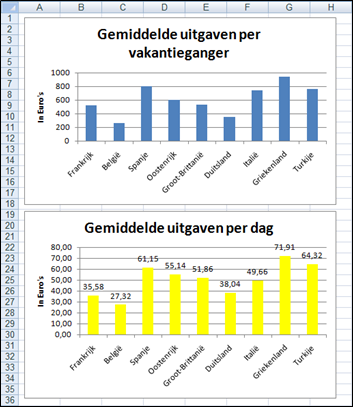 A B C D E F G H
1
2
3
4
5
6
7
8
9
10
11
12
13
14
15
16
17
18
19
20
21
22
23
24
25
26
27
28
29
30
31
32
33
34
35
36
Gemiddelde uitgaven per
vakantieganger
In Euro's
1000
800
600
400
200
0
Frankrijk
België
Spanje
Oostenrijk
Groot-Brittanië
Duitsland
Italië
Griekenland
Turkije
Gemiddelde uitgaven per dag
In Euro's
80,00
70,00
60,00
50,00
40,00
30,00
20,00
10,00
0,00
35,58
27,32
61,15
55,14
51,86
38,04
49,66
71,91
64,32
Frankrijk
België
Spanje
Oostenrijk
Groot-Brittanië
Duitsland
Italië
Griekenland
Turkije